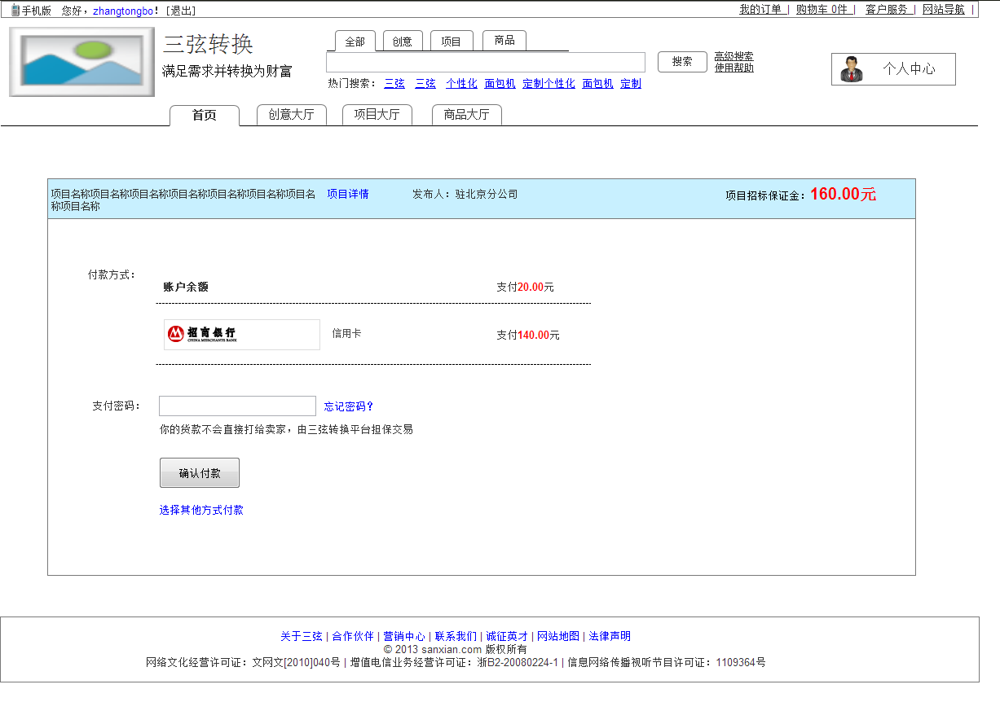 手机版 您好，zhangtongbo！[退出] 我的订单 | 购物车 0件 | 客户服务 | 网站导航 |
三弦转换
满足需求并转换为财富
全部 创意 项目 商品
搜索 高级搜索
使用帮助
热门搜索： 三弦 三弦 个性化 面包机 定制个性化 面包机 定制
个人中心
首页 创意大厅 项目大厅 商品大厅
项目名称项目名称项目名称项目名称项目名称项目名称项目名 项目详情 发布人：驻北京分公司 项目招标保证金：160.00元
称项目名称
付款方式：
账户余额 支付20.00元
招商银行 信用卡 支付140.00元
CHINA MERCHANTS BANK
支付密码： 忘记密码？
你的货款不会直接打给卖家，由三弦转换平台担保交易
确认付款
选择其他方式付款
关于三弦 | 合作伙伴 | 营销中心 | 联系我们 | 诚征英才 | 网站地图 | 法律声明
© 2013 sanxian.com 版权所有
网络文化经营许可证：文网文[2010]040号 | 增值电信业务经营许可证：浙B2-20080224-1 | 信息网络传播视听节目许可证：1109364号